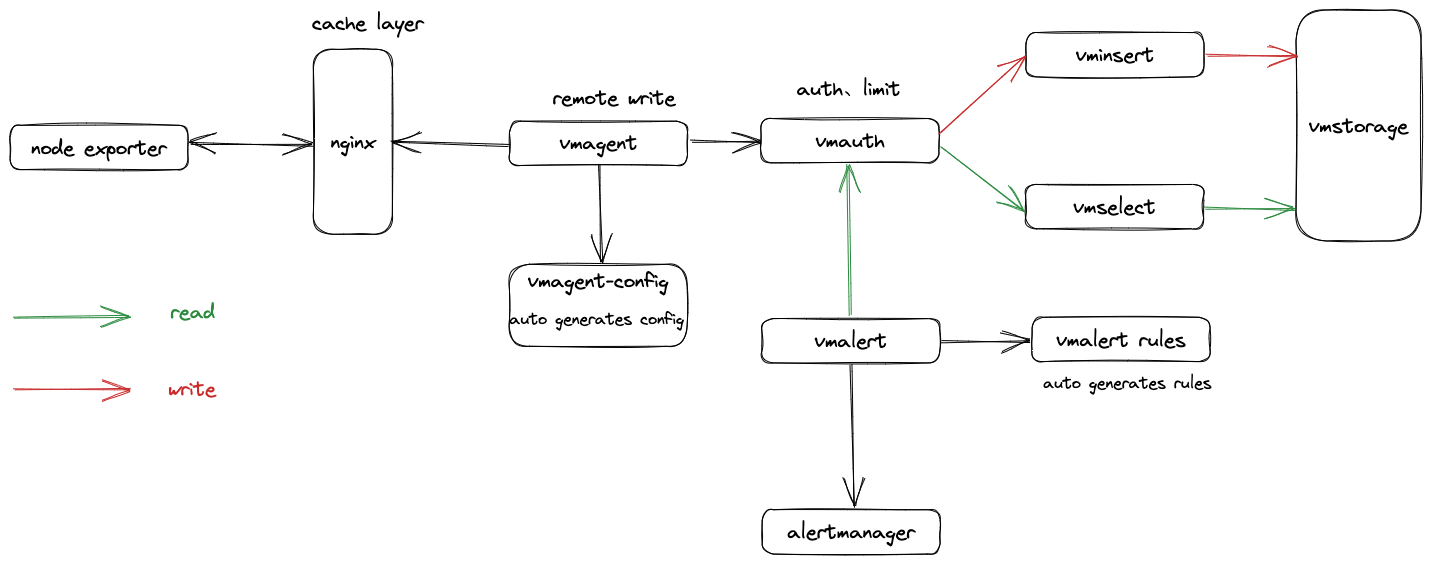 cache layer
node exporter
nginx
remote write
vmagent
vmagent-config
auto generates config
auth、limit
vmauth
vminsert
vmselect
vmstorage
vmalert
vmalert rules
auto generates rules
alertmanager
read
write